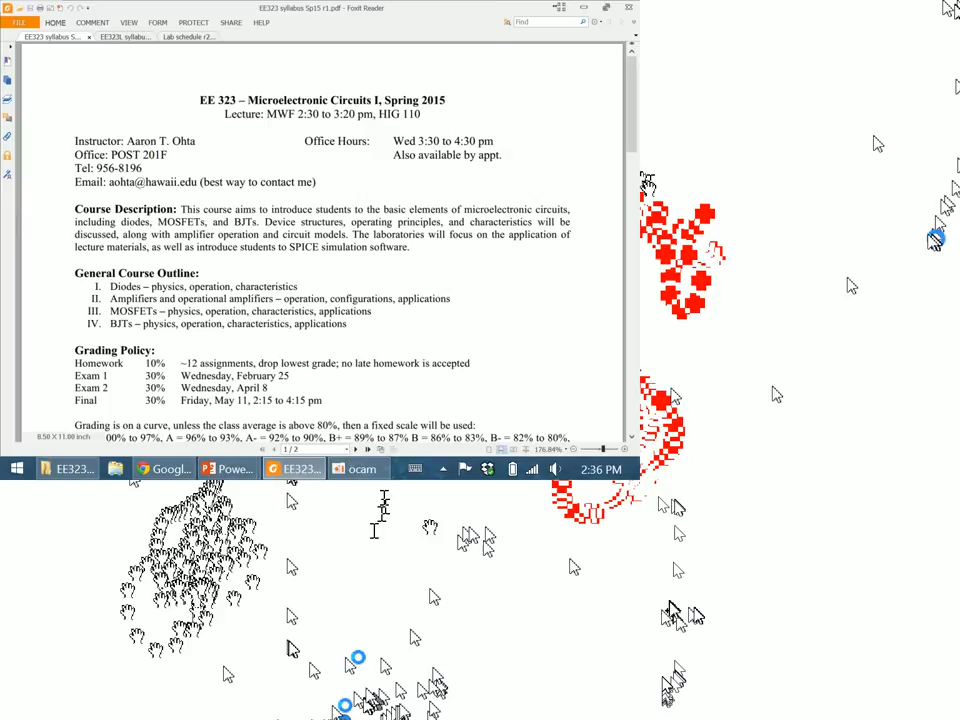 EE323 syllabus Sp15 r1.pdf - Foxit Reader
FILE HOME COMMENT VIEW FORM PROTECT SHARE HELP Find
EE323 syllabus Sp15 r... EE323L syllabu... Lab schedule r2...
EE 323 – Microelectronic Circuits I, Spring 2015
Lecture: MWF 2:30 to 3:20 pm, HIG 110
Instructor: Aaron T. Ohta Office Hours: Wed 3:30 to 4:30 pm
Office: POST 201F Also available by appt.
Tel: 956-8196
Email: aohta@hawaii.edu (best way to contact me)
Course Description: This course aims to introduce students to the basic elements of microelectronic circuits,
including diodes, MOSFETs, and BJTs. Device structures, operating principles, and characteristics will be
discussed, along with amplifier operation and circuit models. The laboratories will focus on the application of
lecture materials, as well as introduce students to SPICE simulation software.
General Course Outline:
I. Diodes – physics, operation, characteristics
II. Amplifiers and operational amplifiers – operation, configurations, applications
III. MOSFETs – physics, operation, characteristics, applications
IV. BJTs – physics, operation, characteristics, applications
Grading Policy:
Homework 10% ~12 assignments, drop lowest grade; no late homework is accepted
Exam 1 30% Wednesday, February 25
Exam 2 30% Wednesday, April 8
Final 30% Friday, May 11, 2:15 to 4:15 pm
Grading is on a curve, unless the class average is above 80%, then a fixed scale will be used:
00% to 97%, A = 96% to 93%, A- = 92% to 90%, B+ = 89% to 87% B = 86% to 83%, B- = 82% to 80%,
8.50 x 11.00 inch 1 / 2 176.84%
EE323... Googl... Powe... EE323... ocam 2:36 PM